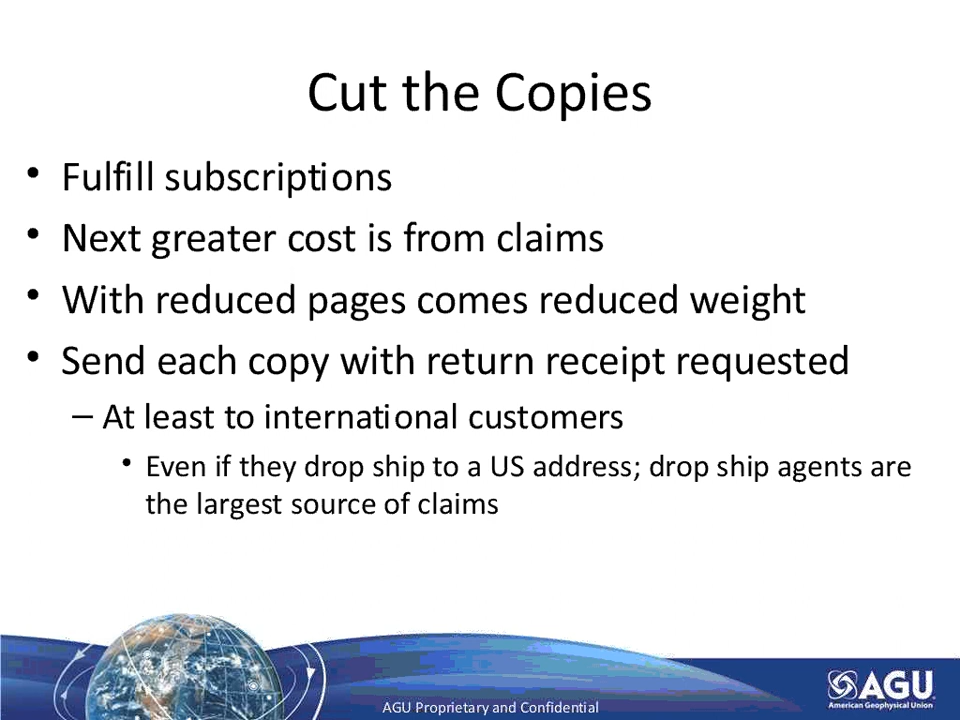 Cut the Copies
• Fulfill subscriptions
• Next greater cost is from claims
• With reduced pages comes reduced weight
• Send each copy with return receipt requested
– At least to international customers
• Even if they drop ship to a US address; drop ship agents are
the largest source of claims
AGU
American Geophysical Union
AGU Proprietary and Confidential